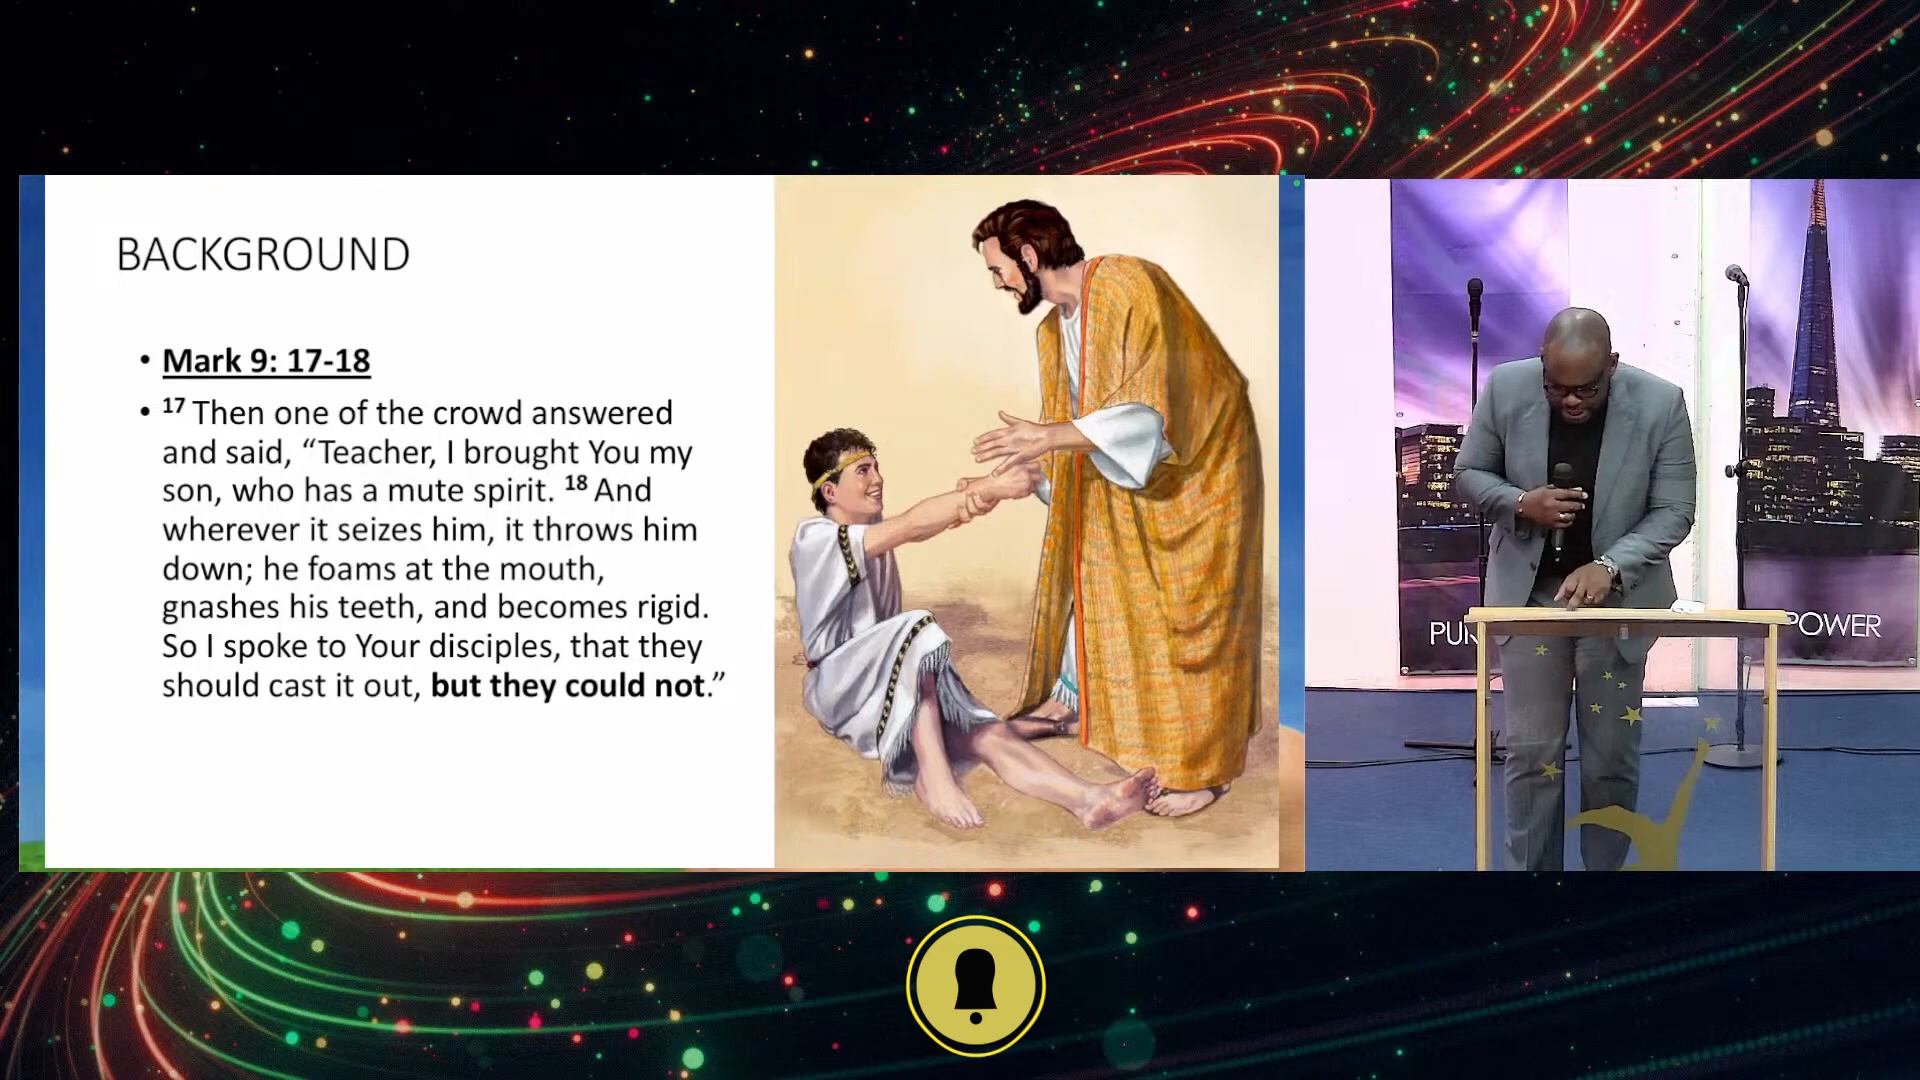 BACKGROUND
• Mark 9: 17-18
• 17 Then one of the crowd answered
and said, “Teacher, I brought You my
son, who has a mute spirit. 18 And
wherever it seizes him, it throws him
down; he foams at the mouth,
gnashes his teeth, and becomes rigid.
So I spoke to Your disciples, that they
should cast it out, but they could not.”
POWER